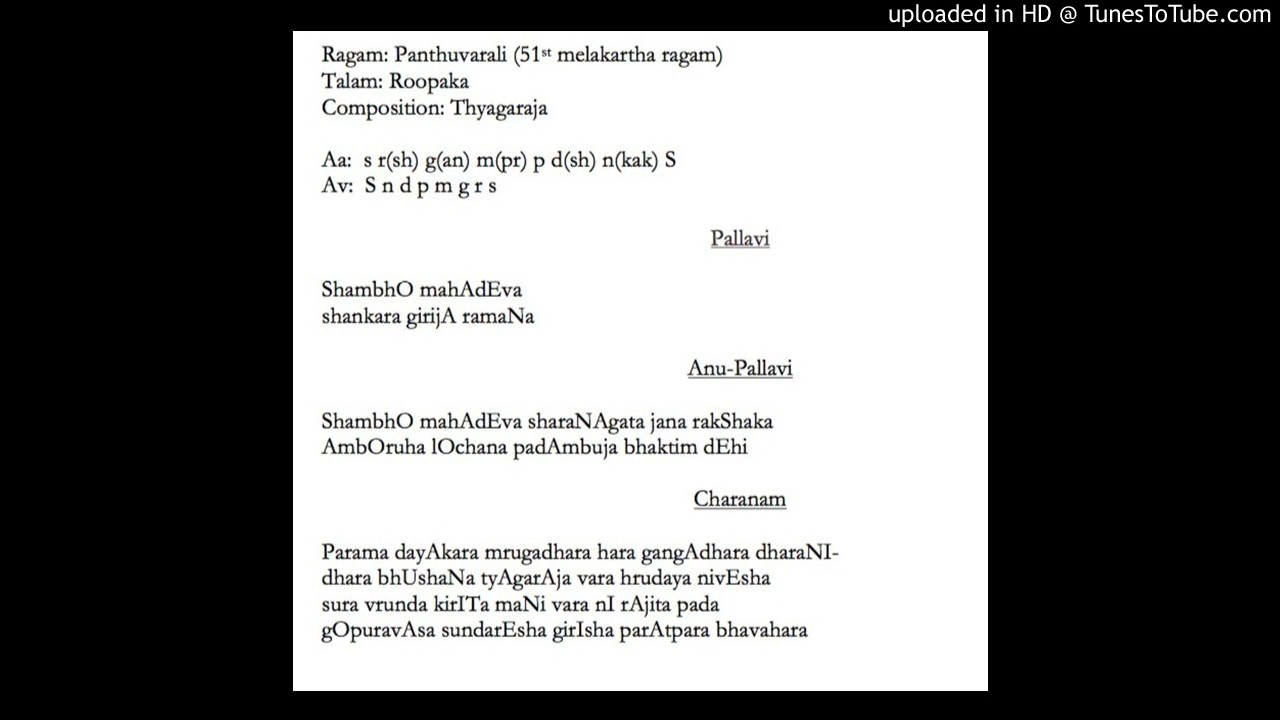 uploaded in HD @ TunesToTube.com
Ragam: Panthuvarali (51st melakartha ragam)
Talam: Roopaka
Composition: Thyagaraja
Aa: s r(sh) g(an) m(pr) p d(sh) n(kak) S
Av: S n d p m g r s
Pallavi
ShambhO mahAdEva
shankara girijA ramaNa
Anu-Pallavi
ShambhO mahAdEva sharaNAgata jana rakShaka
AmbOruha lOchana padAmbuja bhaktim dEhi
Charanam
Parama dayAkara mrugadhara hara gangAdhara dharaNI-
dhara bhUshaNa tyAgarAja vara hrudaya nivEsha
sura vrunda kirITa maNi vara nI rAjita pada
gOpuravAsa sundarEsha girIsha parAtpara bhavahara